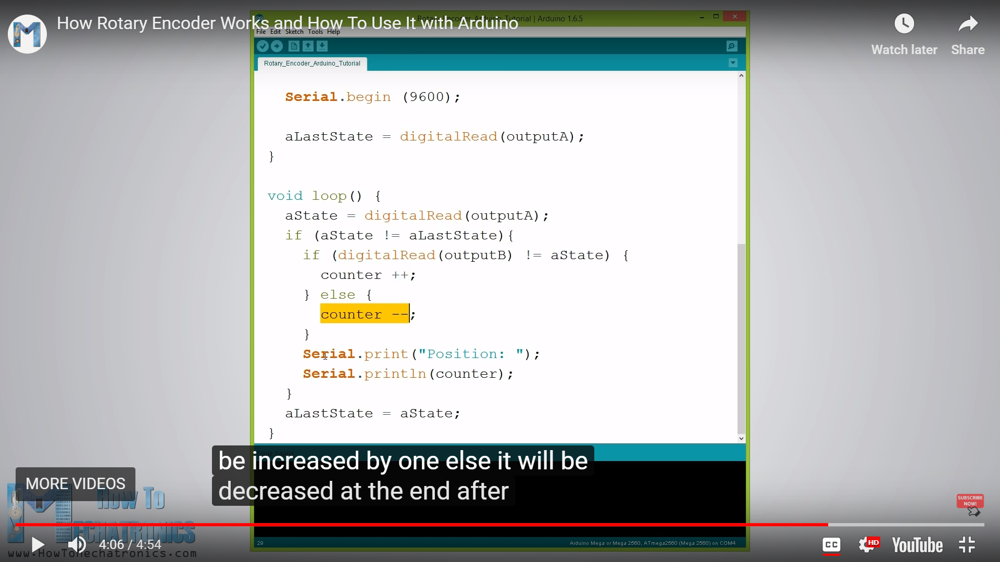 How Rotary Encoder Works and How To Use It with Arduino
Tutorial | Arduino 1.6.5
Watch later
Share
File Edit Sketch Tools Help
Rotary_Encoder_Arduino_Tutorial
Serial.begin (9600);
aLastState = digitalRead(outputA);
}
void loop() {
aState = digitalRead(outputA);
if (aState != aLastState){
if (digitalRead(outputB) != aState) {
counter ++;
} else {
counter --;
}
Serial.print("Position: ");
Serial.println(counter);
}
aLastState = aState;
}
be increased by one else it will be
decreased at the end after
MORE VIDEOS
How To
MECHATRONICS
www.HowToMechatronics.com
SUBSCRIBE
NOW!
4:06 / 4:54
29
Arduino Mega or Mega 2560, ATmega2560 (Mega 2560) on COM4
CC
HD
YouTube